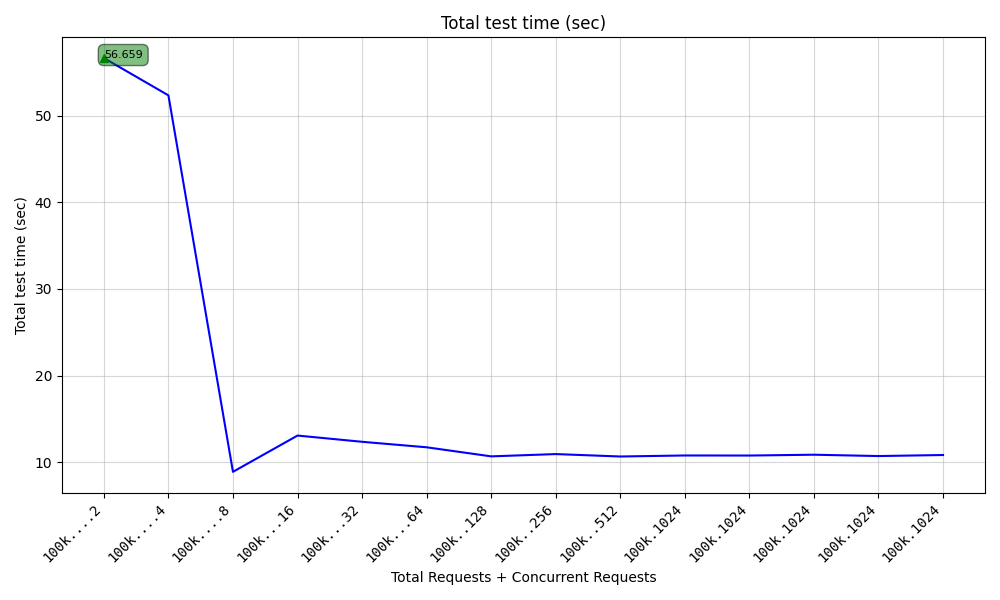 Total test time (sec)
56.659
Total test time (sec)
50
40
30
20
10
100k....2
100k....4
100k....8
100k...16
100k...32
100k...64
100k..128
100k..256
100k..512
100k.1024
100k.1024
100k.1024
100k.1024
100k.1024
Total Requests + Concurrent Requests